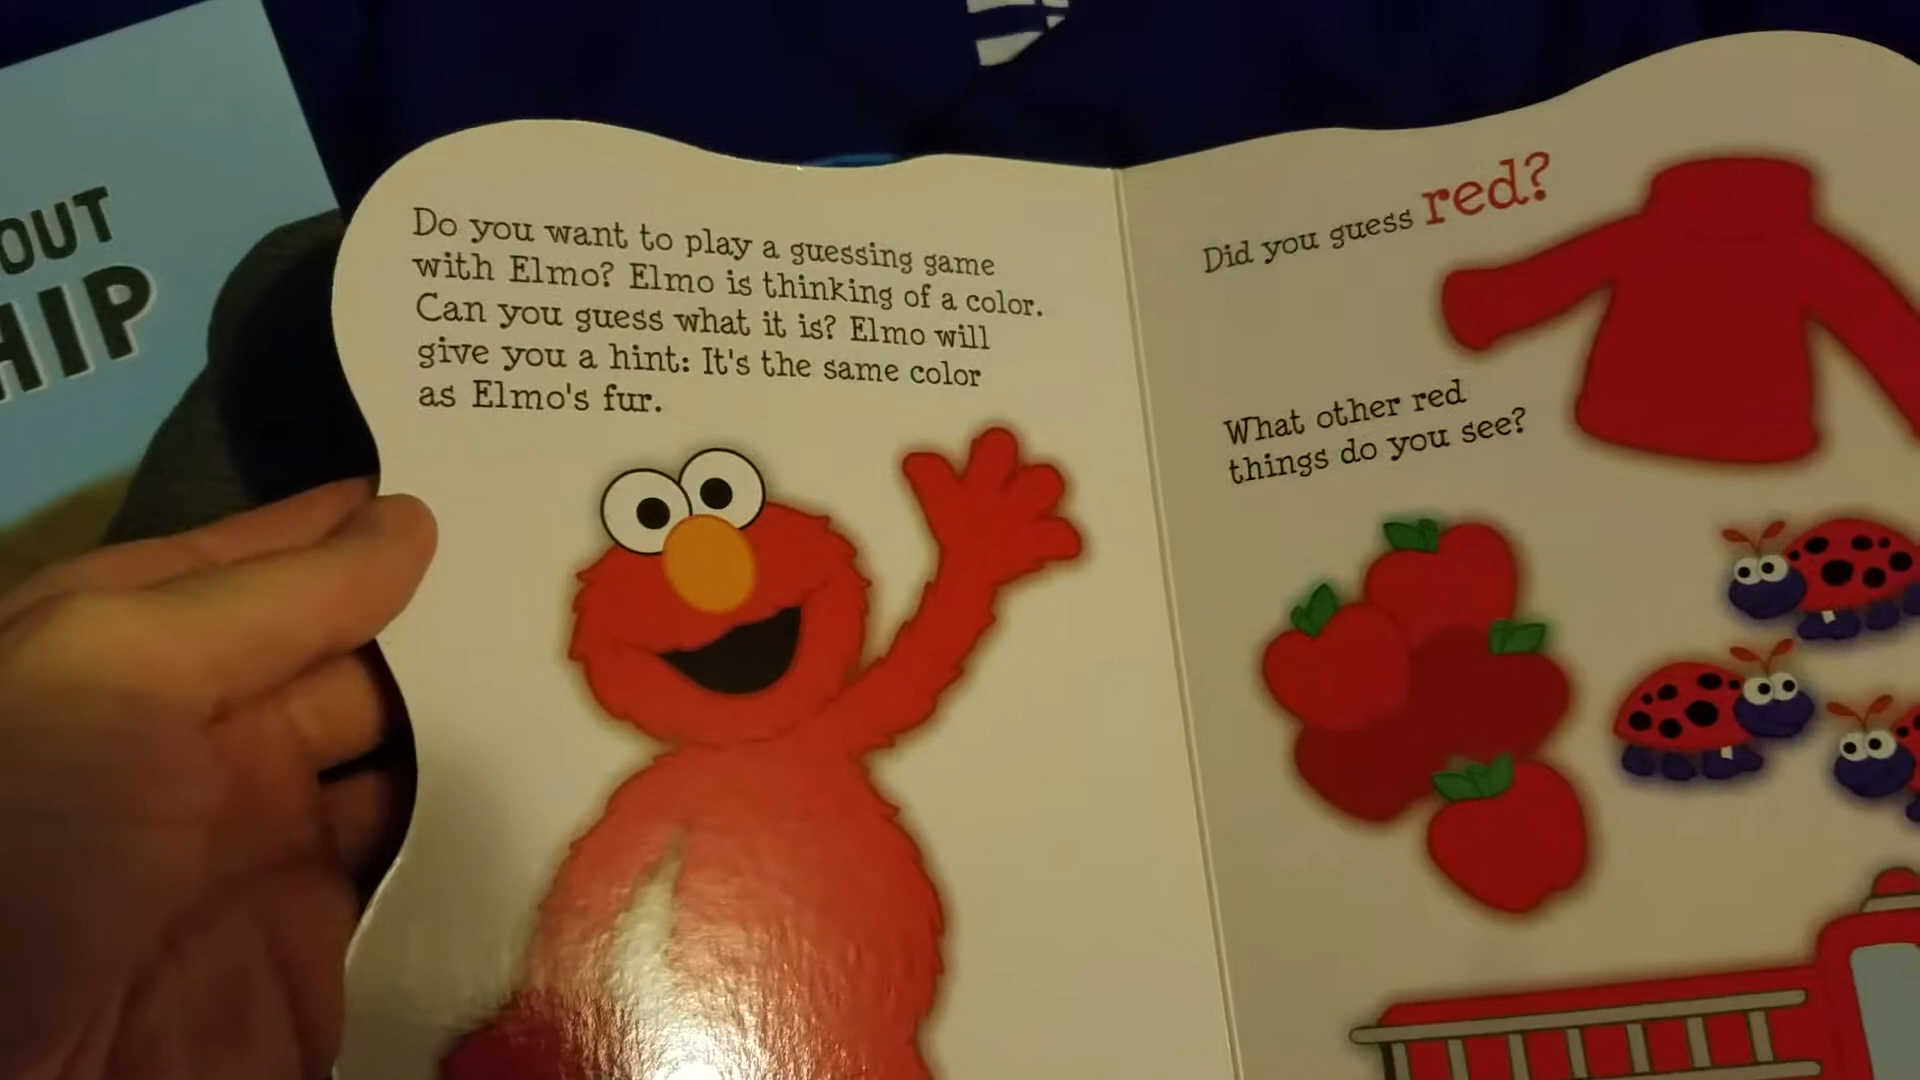 OUT
HIP
Do you want to play a guessing game
with Elmo? Elmo is thinking of a color.
Can you guess what it is? Elmo will
give you a hint: It's the same color
as Elmo's fur.
Did you guess red?
What other red
things do you see?